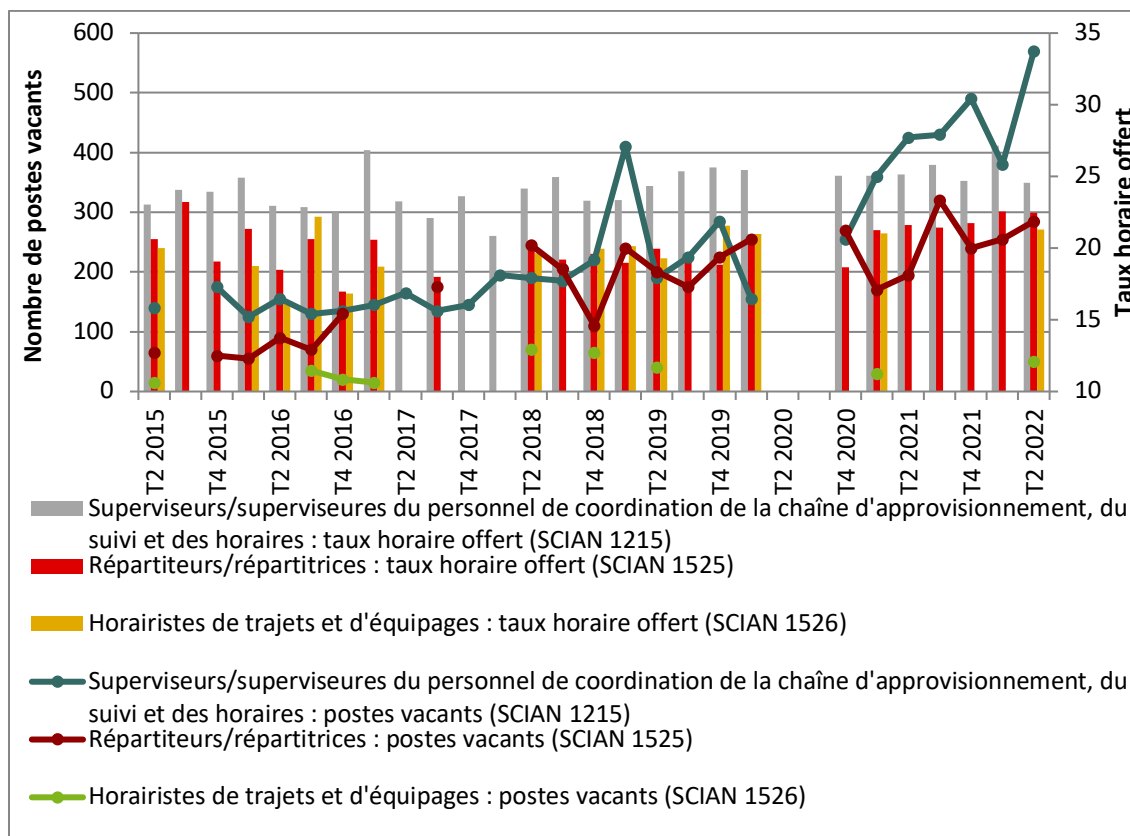 600
500
400
300
200
100
0
Nombre de postes vacants
35
30
25
20
15
10
Taux horaire offert
T2 2015
T4 2015
T2 2016
T4 2016
T2 2017
T4 2017
T2 2018
T4 2018
T2 2019
T4 2019
T2 2020
T4 2020
T2 2021
T4 2021
T2 2022
Superviseurs/superviseures du personnel de coordination de la chaîne d'approvisionnement, du
suivi et des horaires : taux horaire offert (SCIAN 1215)
Répartiteurs/répartitrices : taux horaire offert (SCIAN 1525)
Horairistes de trajets et d'équipages : taux horaire offert (SCIAN 1526)
Superviseurs/superviseures du personnel de coordination de la chaîne d'approvisionnement, du
suivi et des horaires : postes vacants (SCIAN 1215)
Répartiteurs/répartitrices : postes vacants (SCIAN 1525)
Horairistes de trajets et d'équipages : postes vacants (SCIAN 1526)